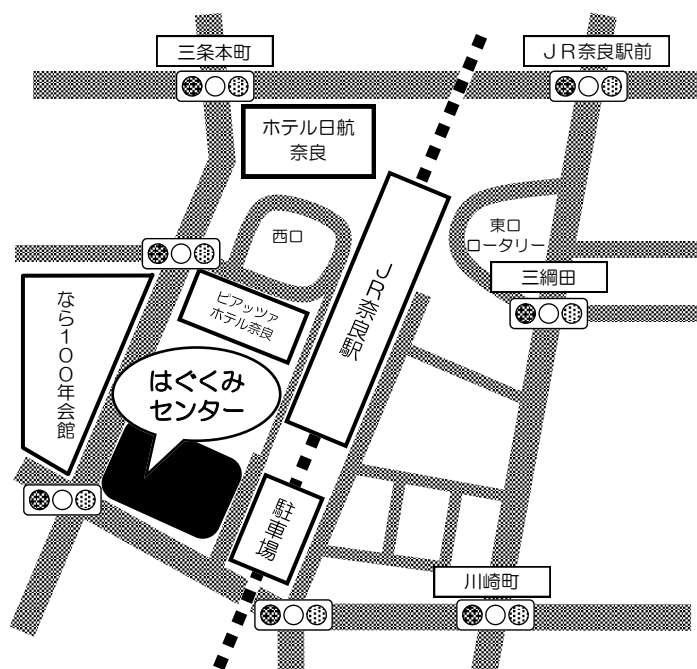 三条本町
JR奈良駅前
ホテル日航
奈良
西口
東口
ロータリー
三綱田
ピアッツァ
ホテル奈良
JR奈良駅
なら100年会館
はぐくみ
センター
駐車場
川崎町